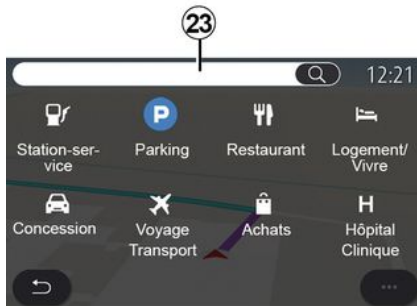 23
12:21
P
Station-ser-
vice
Parking
Restaurant
Logement/
Vivre
H
Concession
Voyage
Transport
Achats
Hôpital
Clinique